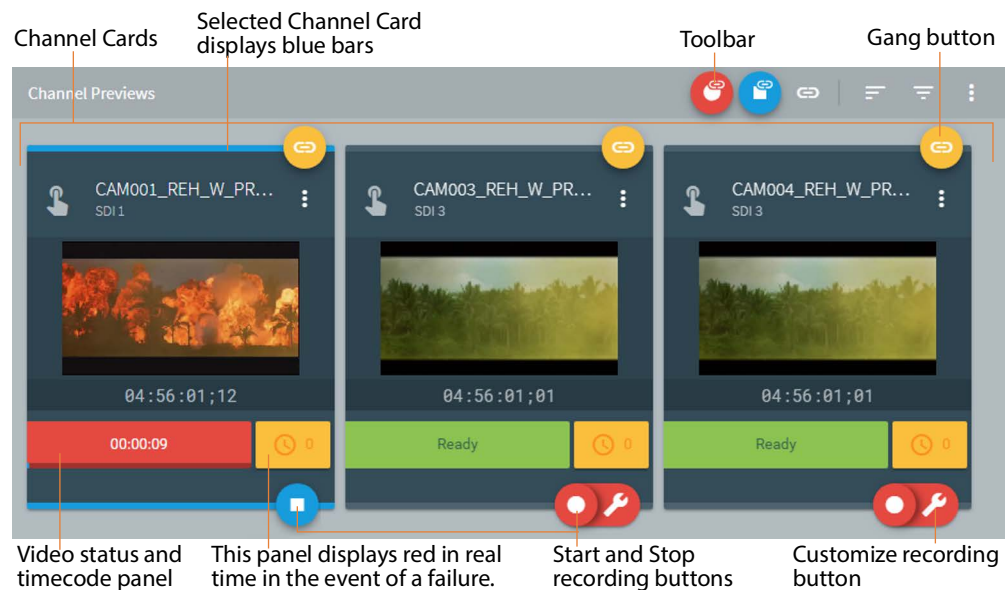 Channel Cards
Selected Channel Card
displays blue bars
Toolbar
Gang button
Channel Previews
CAM001_REH_W_PR...
SDI 1
CAM003_REH_W_PR...
SDI 3
CAM004_REH_W_PR...
SDI 3
04:56:01;12
04:56:01;01
04:56:01;01
00:00:09
0
Ready
0
Ready
0
Video status and
timecode panel
This panel displays red in real
time in the event of a failure.
Start and Stop
recording buttons
Customize recording
button